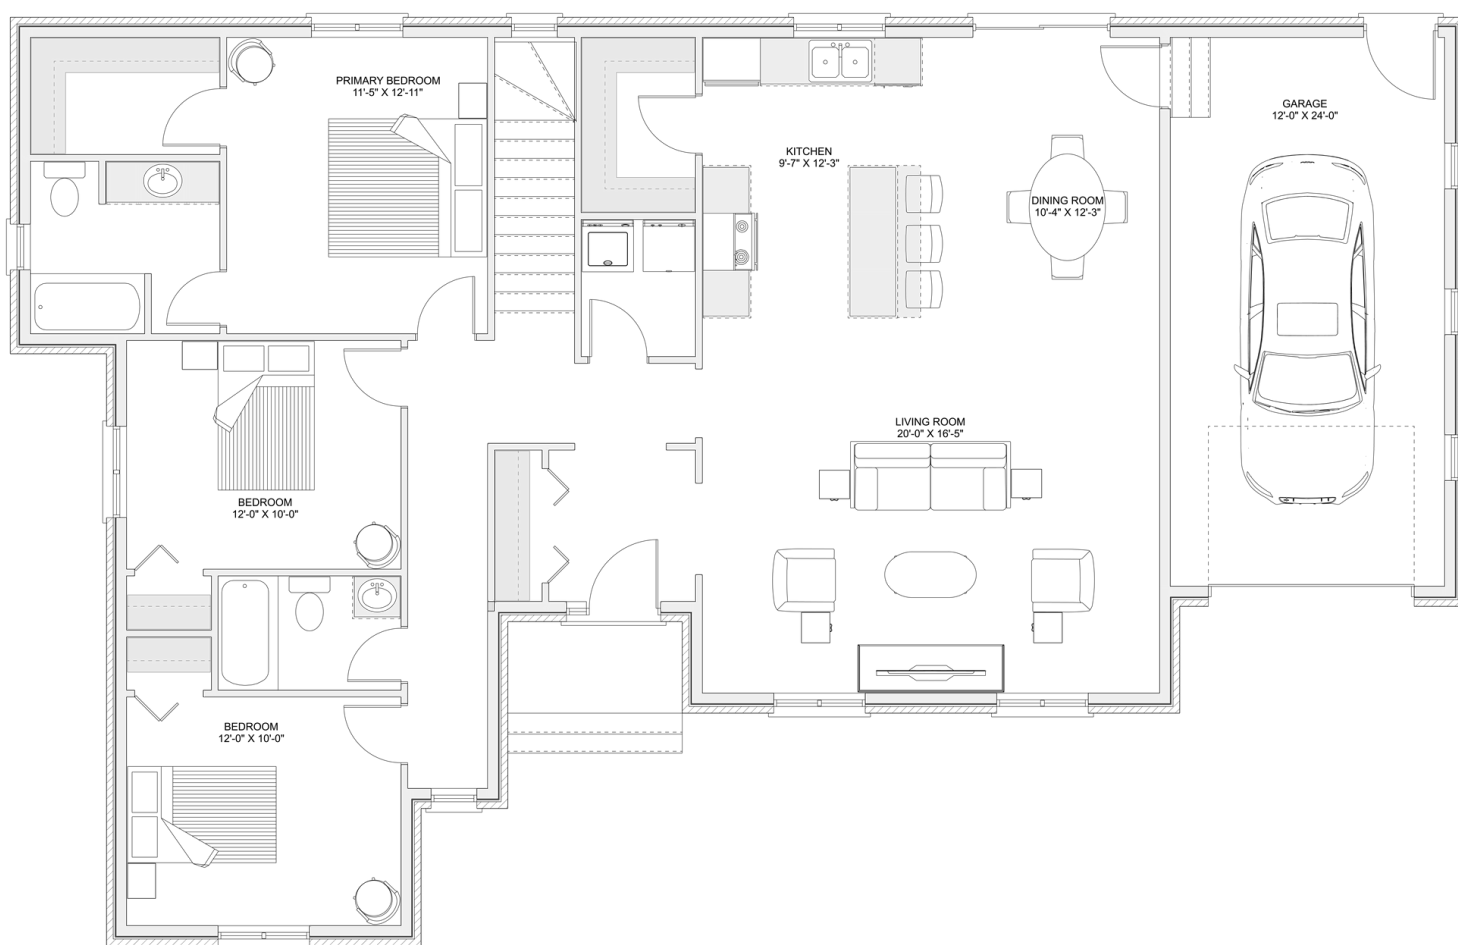 PRIMARY BEDROOM
11'-5" X 12'-11"
GARAGE
12'-0" X 24'-0"
KITCHEN
9'-7" X 12'-3"
DINING ROOM
10'-4" X 12'-3"
LIVING ROOM
20'-0" X 16'-5"
BEDROOM
12'-0" X 10'-0"
BEDROOM
12'-0" X 10'-0"